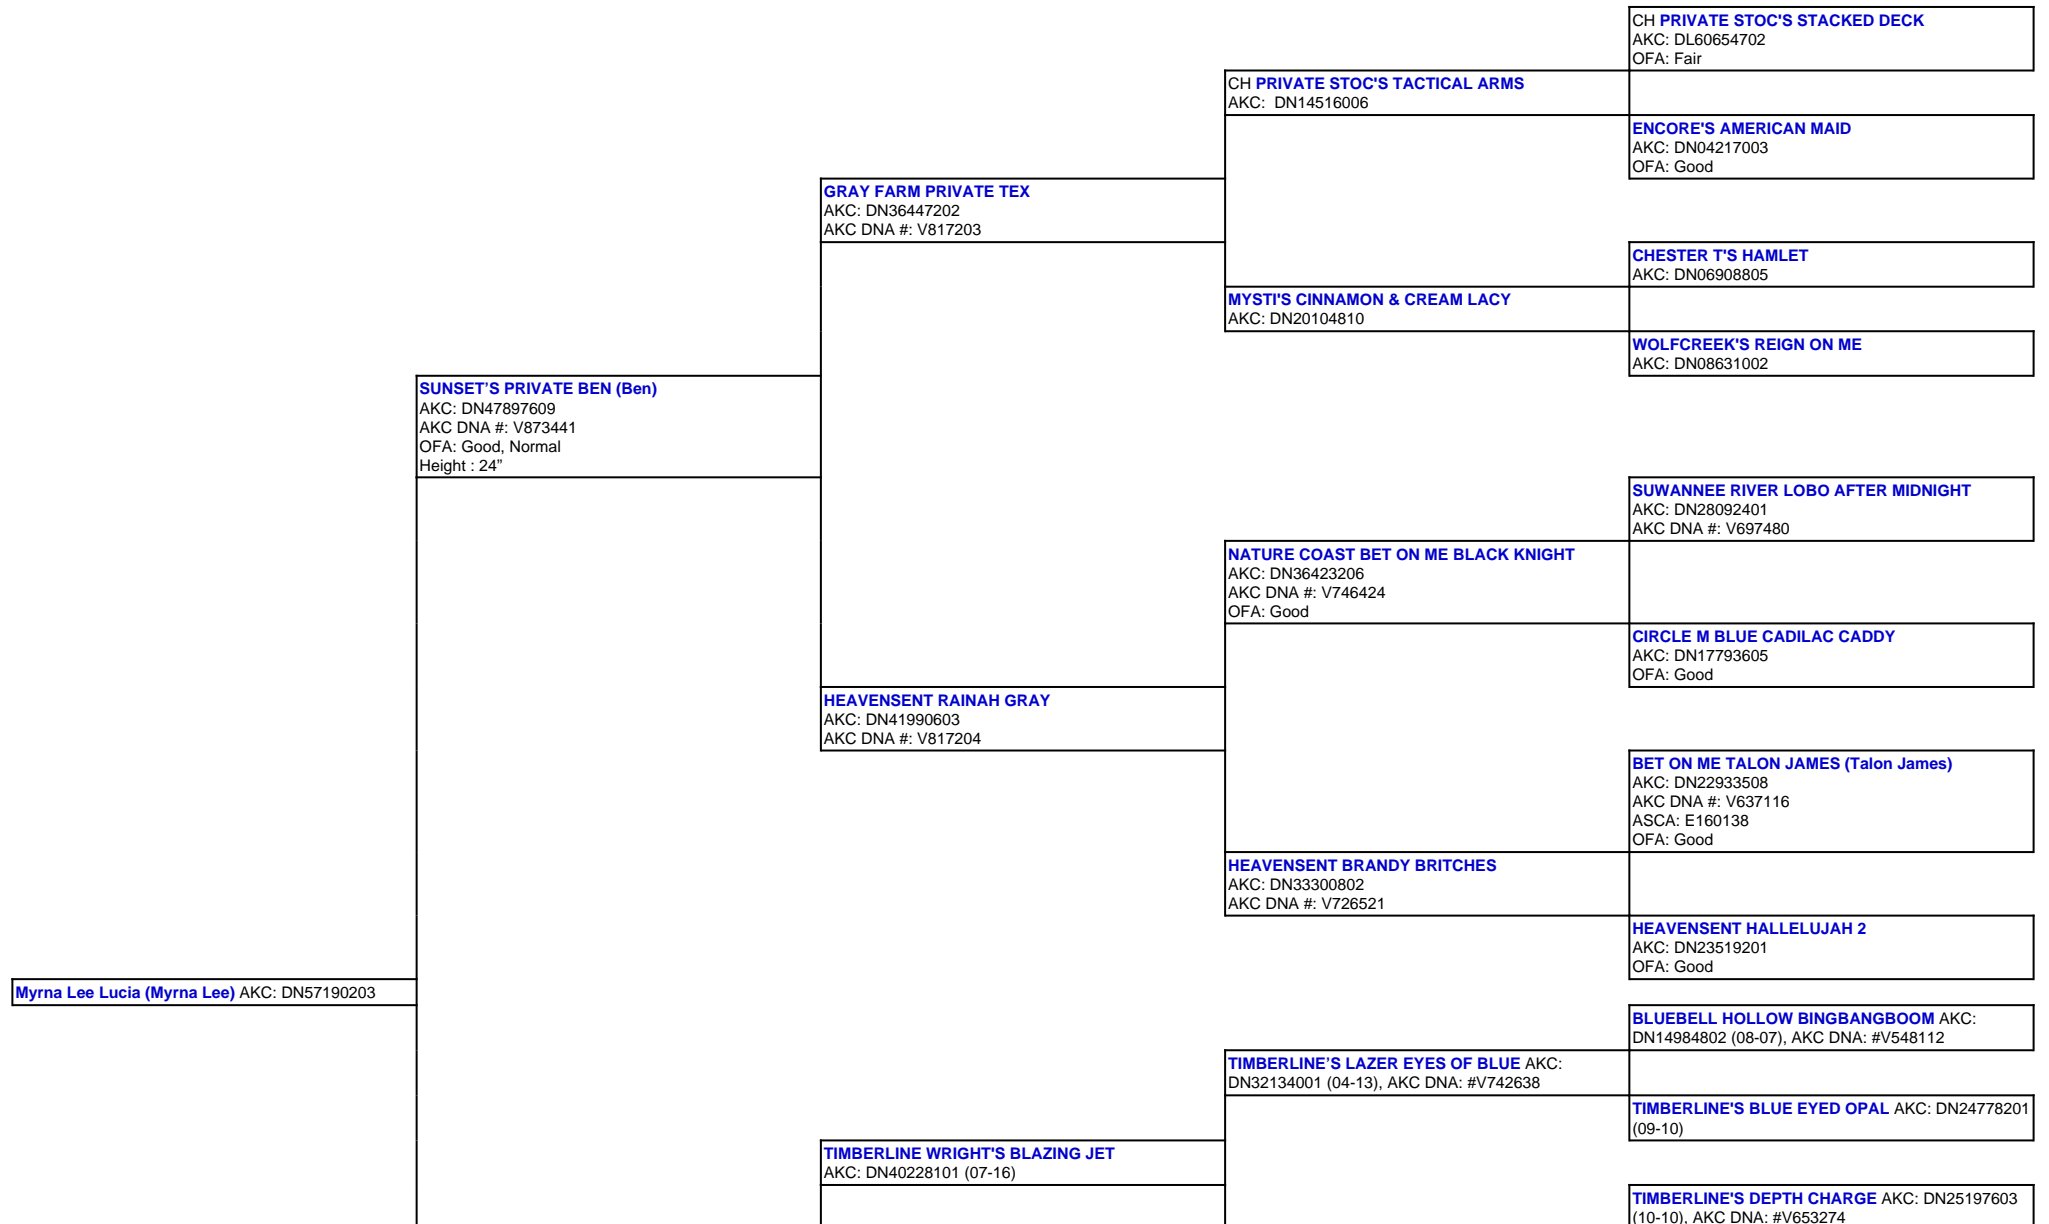 CH PRIVATE STOC'S STACKED DECK
AKC: DL60654702
OFA: Fair
CH PRIVATE STOC'S TACTICAL ARMS
AKC:  DN14516006
ENCORE'S AMERICAN MAID
AKC: DN04217003
OFA: Good
GRAY FARM PRIVATE TEX
AKC: DN36447202
AKC DNA #: V817203
CHESTER T'S HAMLET
AKC: DN06908805
MYSTI'S CINNAMON & CREAM LACY
AKC: DN20104810
WOLFCREEK'S REIGN ON ME
AKC: DN08631002
SUNSET’S PRIVATE BEN (Ben)
AKC: DN47897609
AKC DNA #: V873441
OFA: Good, Normal
Height : 24”
SUWANNEE RIVER LOBO AFTER MIDNIGHT
AKC: DN28092401
AKC DNA #: V697480
NATURE COAST BET ON ME BLACK KNIGHT
AKC: DN36423206
AKC DNA #: V746424
OFA: Good
CIRCLE M BLUE CADILAC CADDY
AKC: DN17793605
OFA: Good
HEAVENSENT RAINAH GRAY
AKC: DN41990603
AKC DNA #: V817204
BET ON ME TALON JAMES (Talon James)
AKC: DN22933508
AKC DNA #: V637116
ASCA: E160138
OFA: Good
HEAVENSENT BRANDY BRITCHES
AKC: DN33300802
AKC DNA #: V726521
HEAVENSENT HALLELUJAH 2
AKC: DN23519201
OFA: Good
Myrna Lee Lucia (Myrna Lee) AKC: DN57190203
BLUEBELL HOLLOW BINGBANGBOOM AKC:
DN14984802 (08-07), AKC DNA: #V548112
TIMBERLINE’S LAZER EYES OF BLUE AKC:
DN32134001 (04-13), AKC DNA: #V742638
TIMBERLINE'S BLUE EYED OPAL AKC: DN24778201
(09-10)
TIMBERLINE WRIGHT'S BLAZING JET
AKC: DN40228101 (07-16)
TIMBERLINE'S DEPTH CHARGE AKC: DN25197603
(10-10), AKC DNA: #V653274